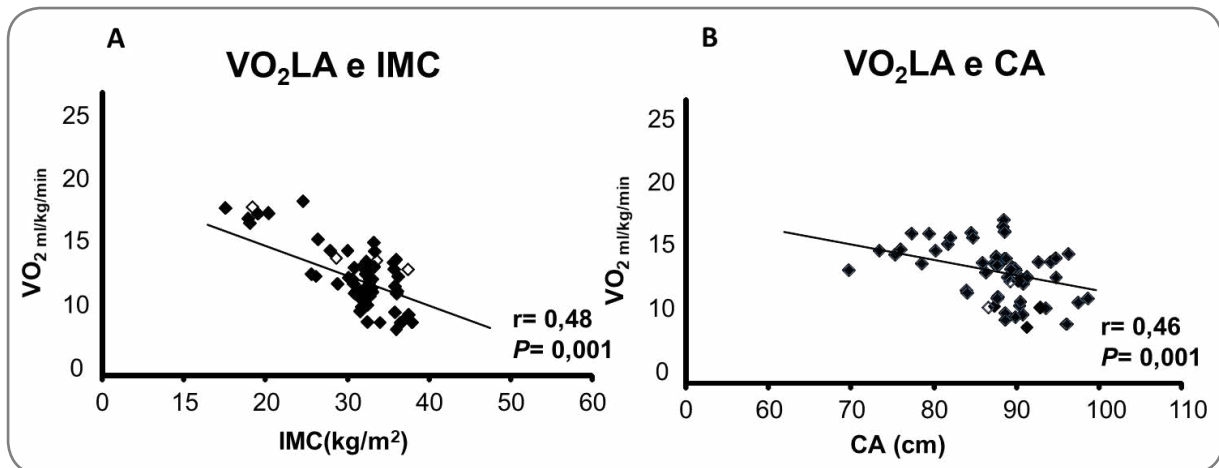 A
VO₂LA e IMC
25
20
15
10
0
VO₂ ml/kg/min
r= 0,48
P= 0,001
0 15 20 30 40 50 60
IMC(kg/m²)
B
VO₂LA e CA
25
20
15
10
0
VO₂ ml/kg/min
r= 0,46
P= 0,001
0 60 70 80 90 100 110
CA (cm)